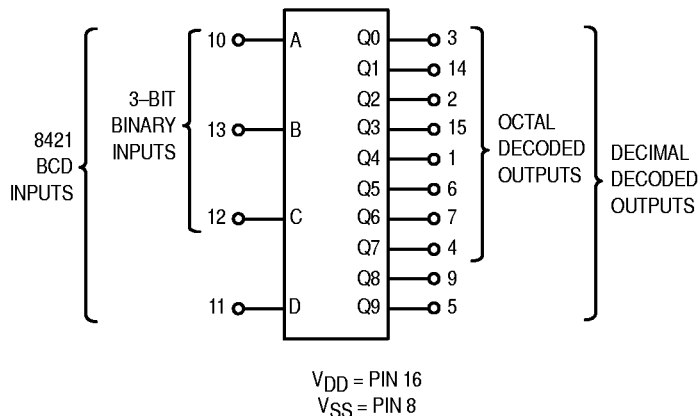 8421
BCD
INPUTS
3–BIT
BINARY
INPUTS
10 A
13 B
12 C
11 D
Q0 3
Q1 14
Q2 2
Q3 15
Q4 1
Q5 6
Q6 7
Q7 4
Q8 9
Q9 5
OCTAL
DECODED
OUTPUTS
DECIMAL
DECODED
OUTPUTS
VDD = PIN 16
VSS = PIN 8